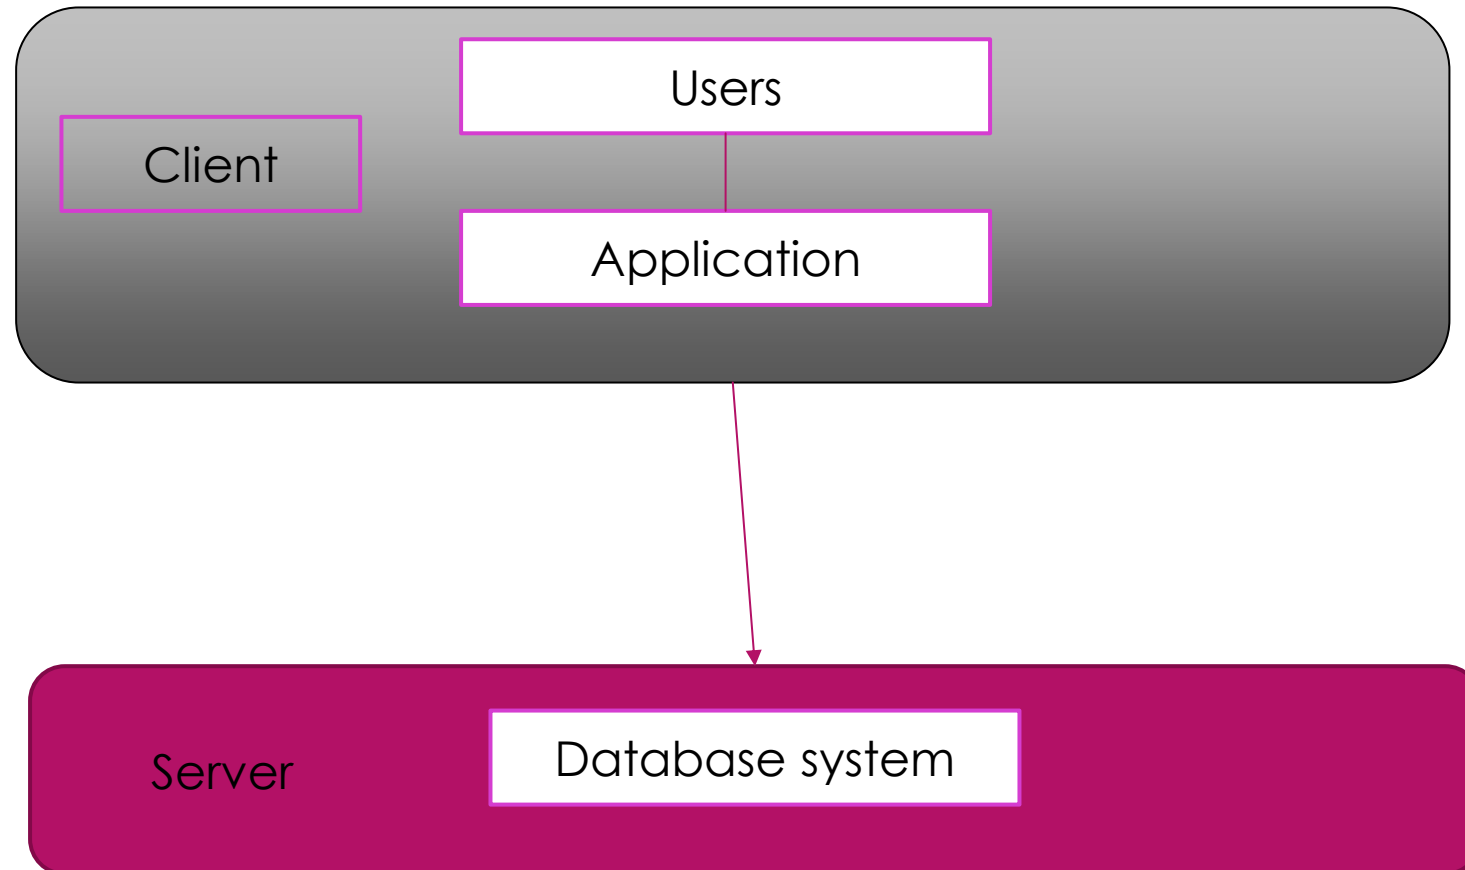 Users
Client
Application
Server
Database system